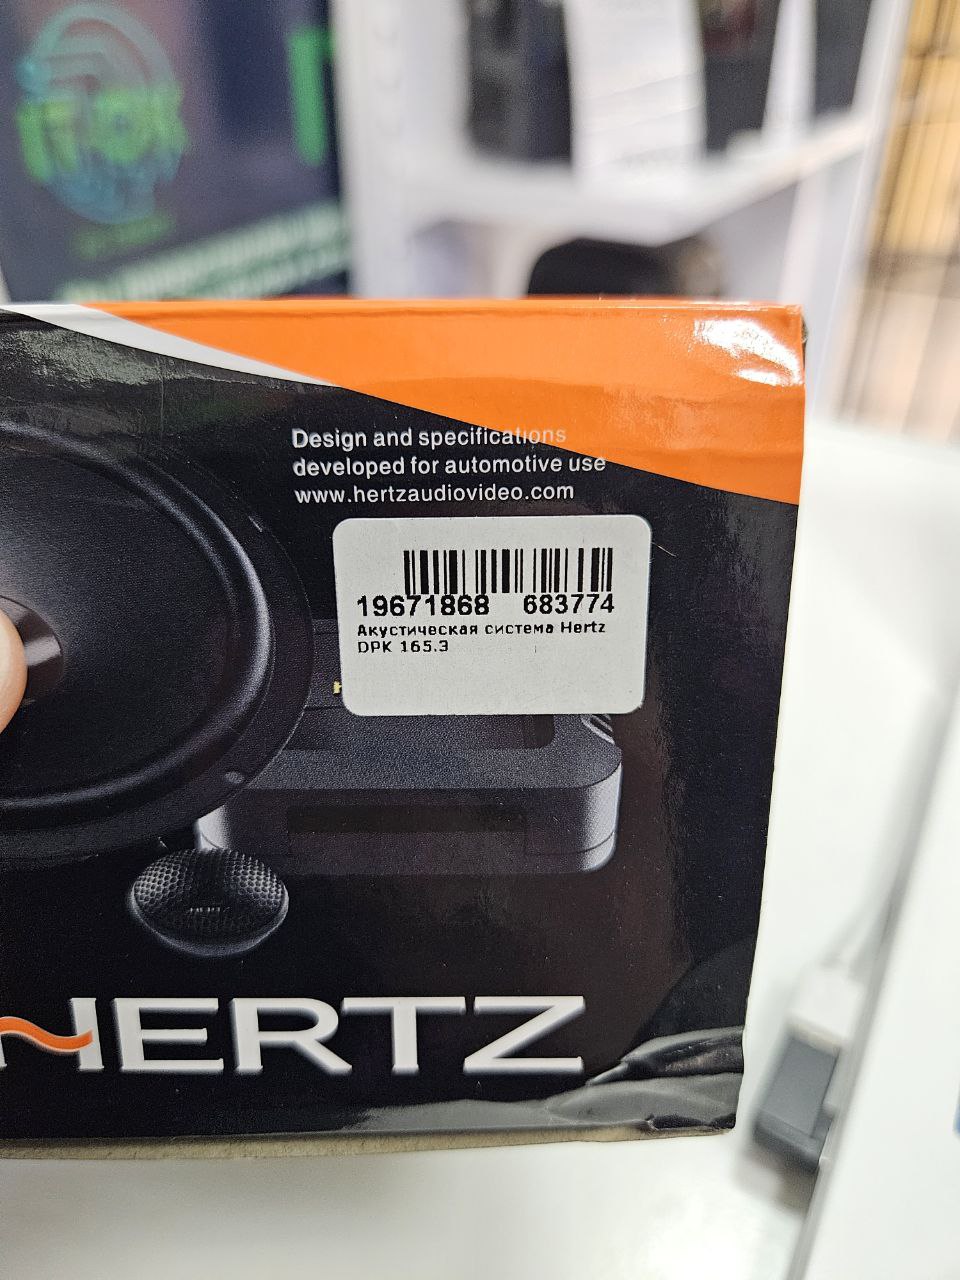 Design and specifications
developed for automotive use
www.hertzaudiovideo.com
19671868 683774
Акустическая система Hertz
DPK 165.3
HERTZ